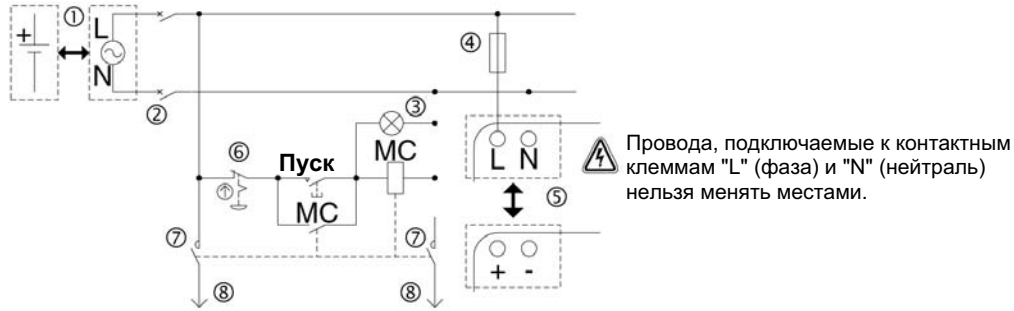 ①
+
L
N
②
④
③
⑥
Пуск
MC
MC
L N
⑤
+ -
⑦
⑦
⑧
⑧
Провода, подключаемые к контактным
клеммам "L" (фаза) и "N" (нейтраль)
нельзя менять местами.